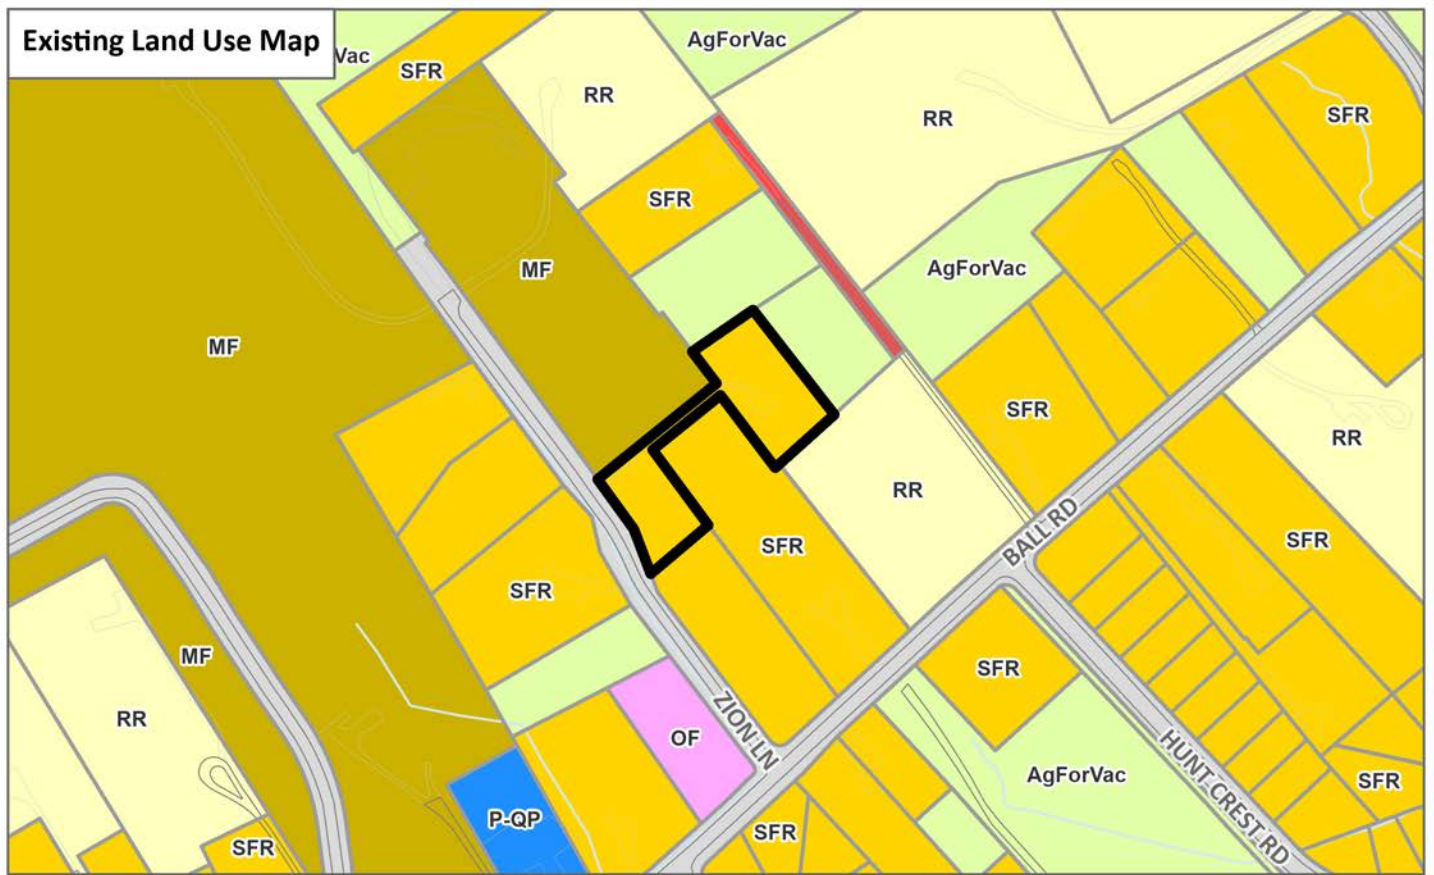 Existing Land Use Map
Vac
SFR
AgForVac
RR
RR
SFR
SFR
MF
AgForVac
MF
SFR
RR
RR
BALL RD
SFR
SFR
SFR
MF
SFR
RR
ZION LN
OF
HUNT CREST RD
AgForVac
SFR
P-QP
SFR
SFR